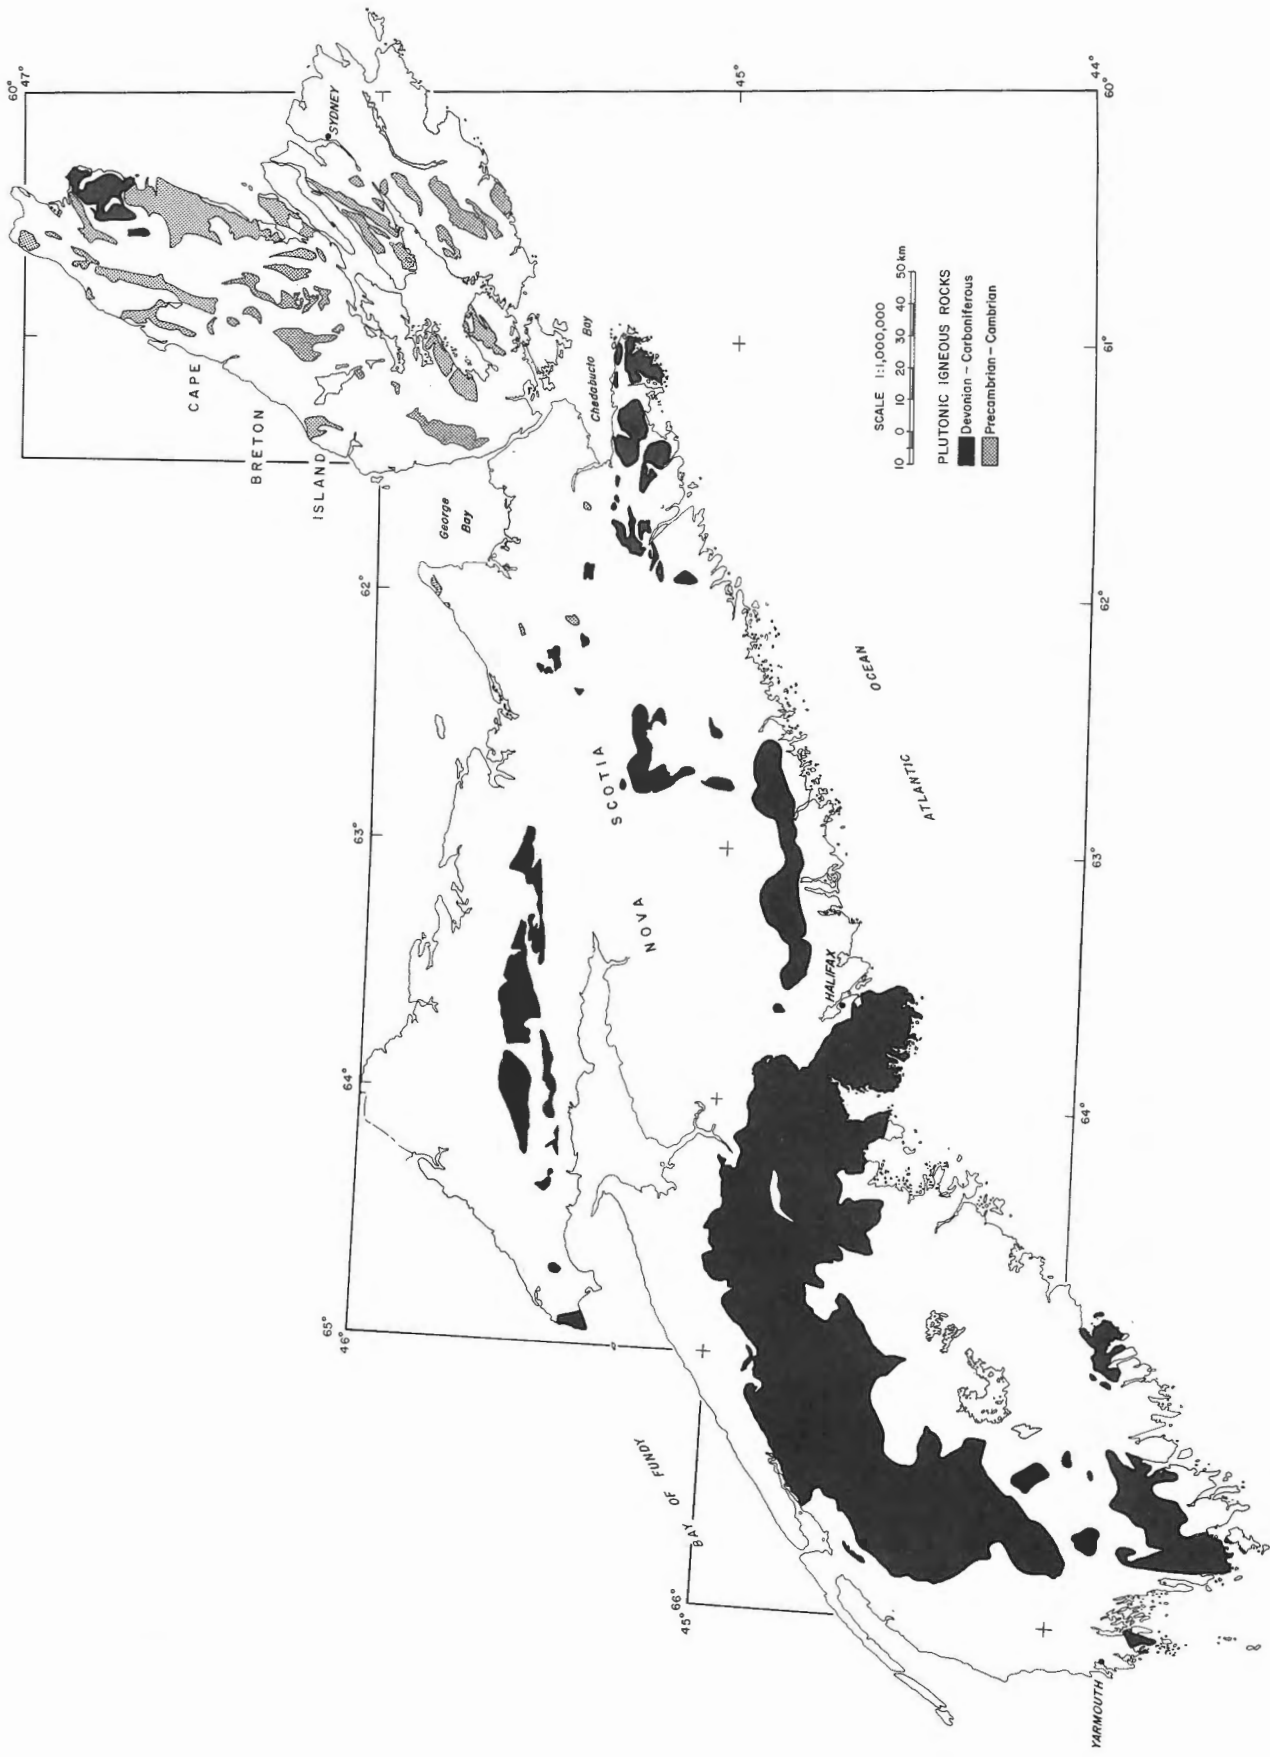 60°
47°
CAPE
BRETON
ISLAND
SYDNEY
George
Bay
Chedabucto Bay
45°
44°
60°
61°
62°
62°
63°
63°
64°
64°
65°
46°
NOVA SCOTIA
HALIFAX
ATLANTIC OCEAN
BAY OF FUNDY
45°
66°
YARMOUTH
SCALE 1:1,000,000
10 0 10 20 30 40 50 km
PLUTONIC IGNEOUS ROCKS
Devonian – Carboniferous
Precambrian – Cambrian